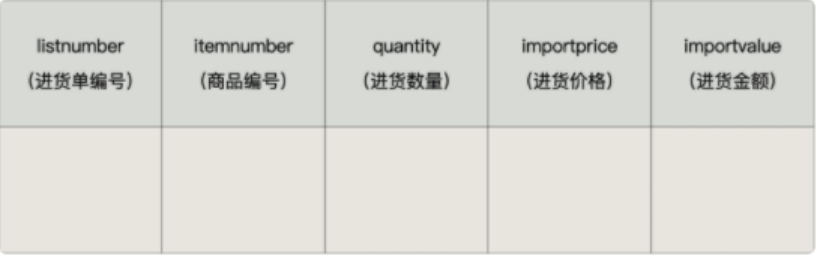 listnumber
（进货单编号）
itemnumber
（商品编号）
quantity
（进货数量）
importprice
（进货价格）
importvalue
（进货金额）